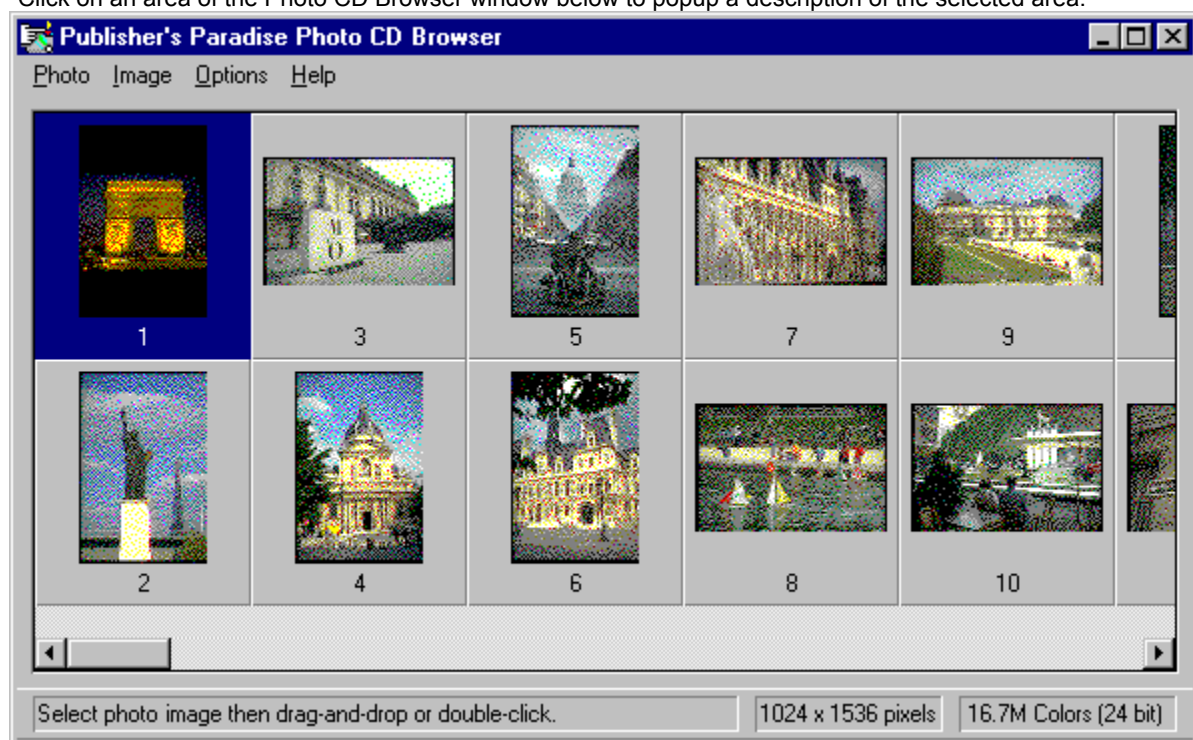 Click on an area of the Photo CD Browser window below to popup a description of the selected area.
Publisher's Paradise Photo CD Browser
Photo Image Options Help
1 3 5 7 9
2 4 6 8 10
Select photo image then drag-and-drop or double-click. 1024 x 1536 pixels 16.7M Colors (24 bit)